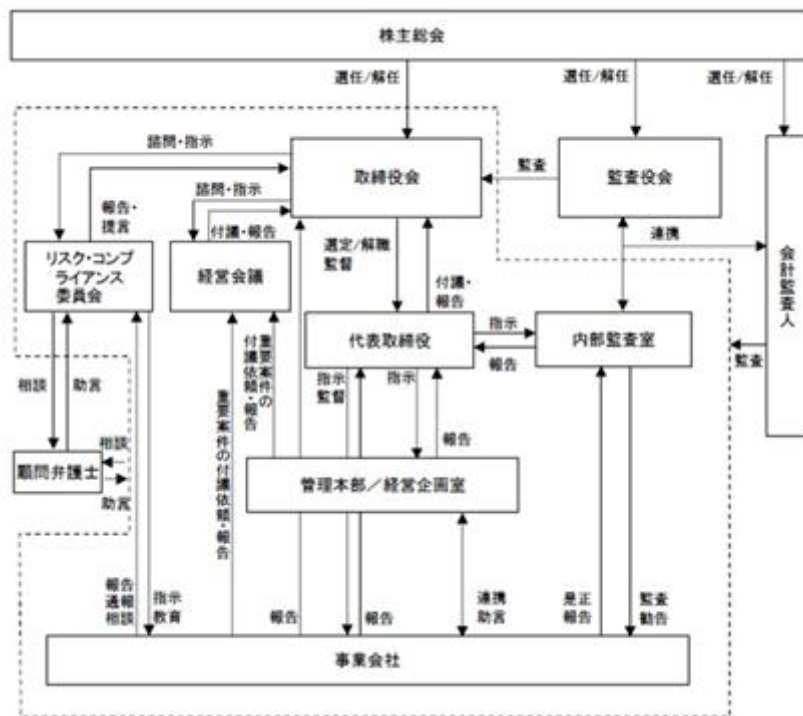 株主総会
選任/解任
選任/解任
選任/解任
諮問・指示
取締役会
監査
監査役会
諮問・指示
報告・
提言
付議・報告
選定/解職
監督
付議・
報告
連携
会計監査人
リスク・コンプ
ライアンス
委員会
経営会議
代表取締役
指示
報告
内部監査室
監査
相談
助言
重要案件の
付議依頼・報告
指示
監督
指示
報告
重要案件の付議依頼・報告
顧問弁護士
相談
助言
管理本部/経営企画室
報告
通報
相談
指示
教育
報告
報告
連携
助言
是正
報告
監査
勧告
事業会社